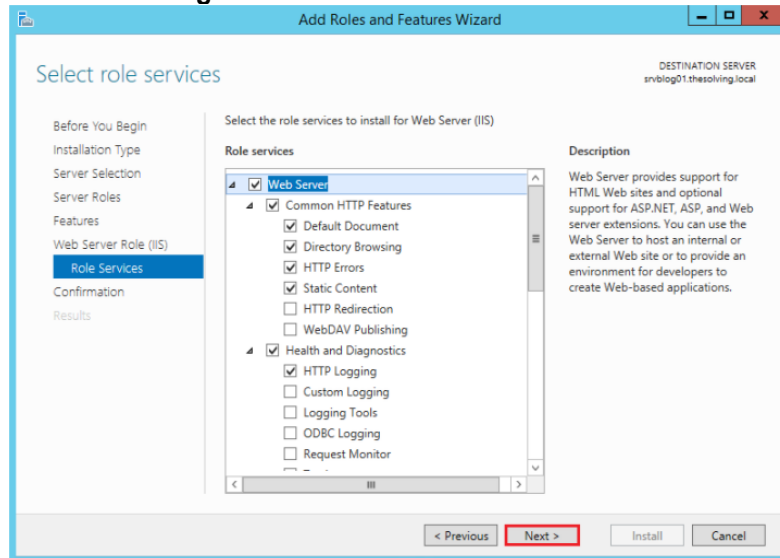 Add Roles and Features Wizard
Select role services
DESTINATION SERVER
srvblog01.thesolving.local
Before You Begin
Installation Type
Server Selection
Server Roles
Features
Web Server Role (IIS)
Role Services
Confirmation
Results
Select the role services to install for Web Server (IIS)
Role services
Web Server
Common HTTP Features
Default Document
Directory Browsing
HTTP Errors
Static Content
HTTP Redirection
WebDAV Publishing
Health and Diagnostics
HTTP Logging
Custom Logging
Logging Tools
ODBC Logging
Request Monitor
Description
Web Server provides support for
HTML Web sites and optional
support for ASP.NET, ASP, and Web
server extensions. You can use the
Web Server to host an internal or
external Web site or to provide an
environment for developers to
create Web-based applications.
< Previous
Next >
Install
Cancel